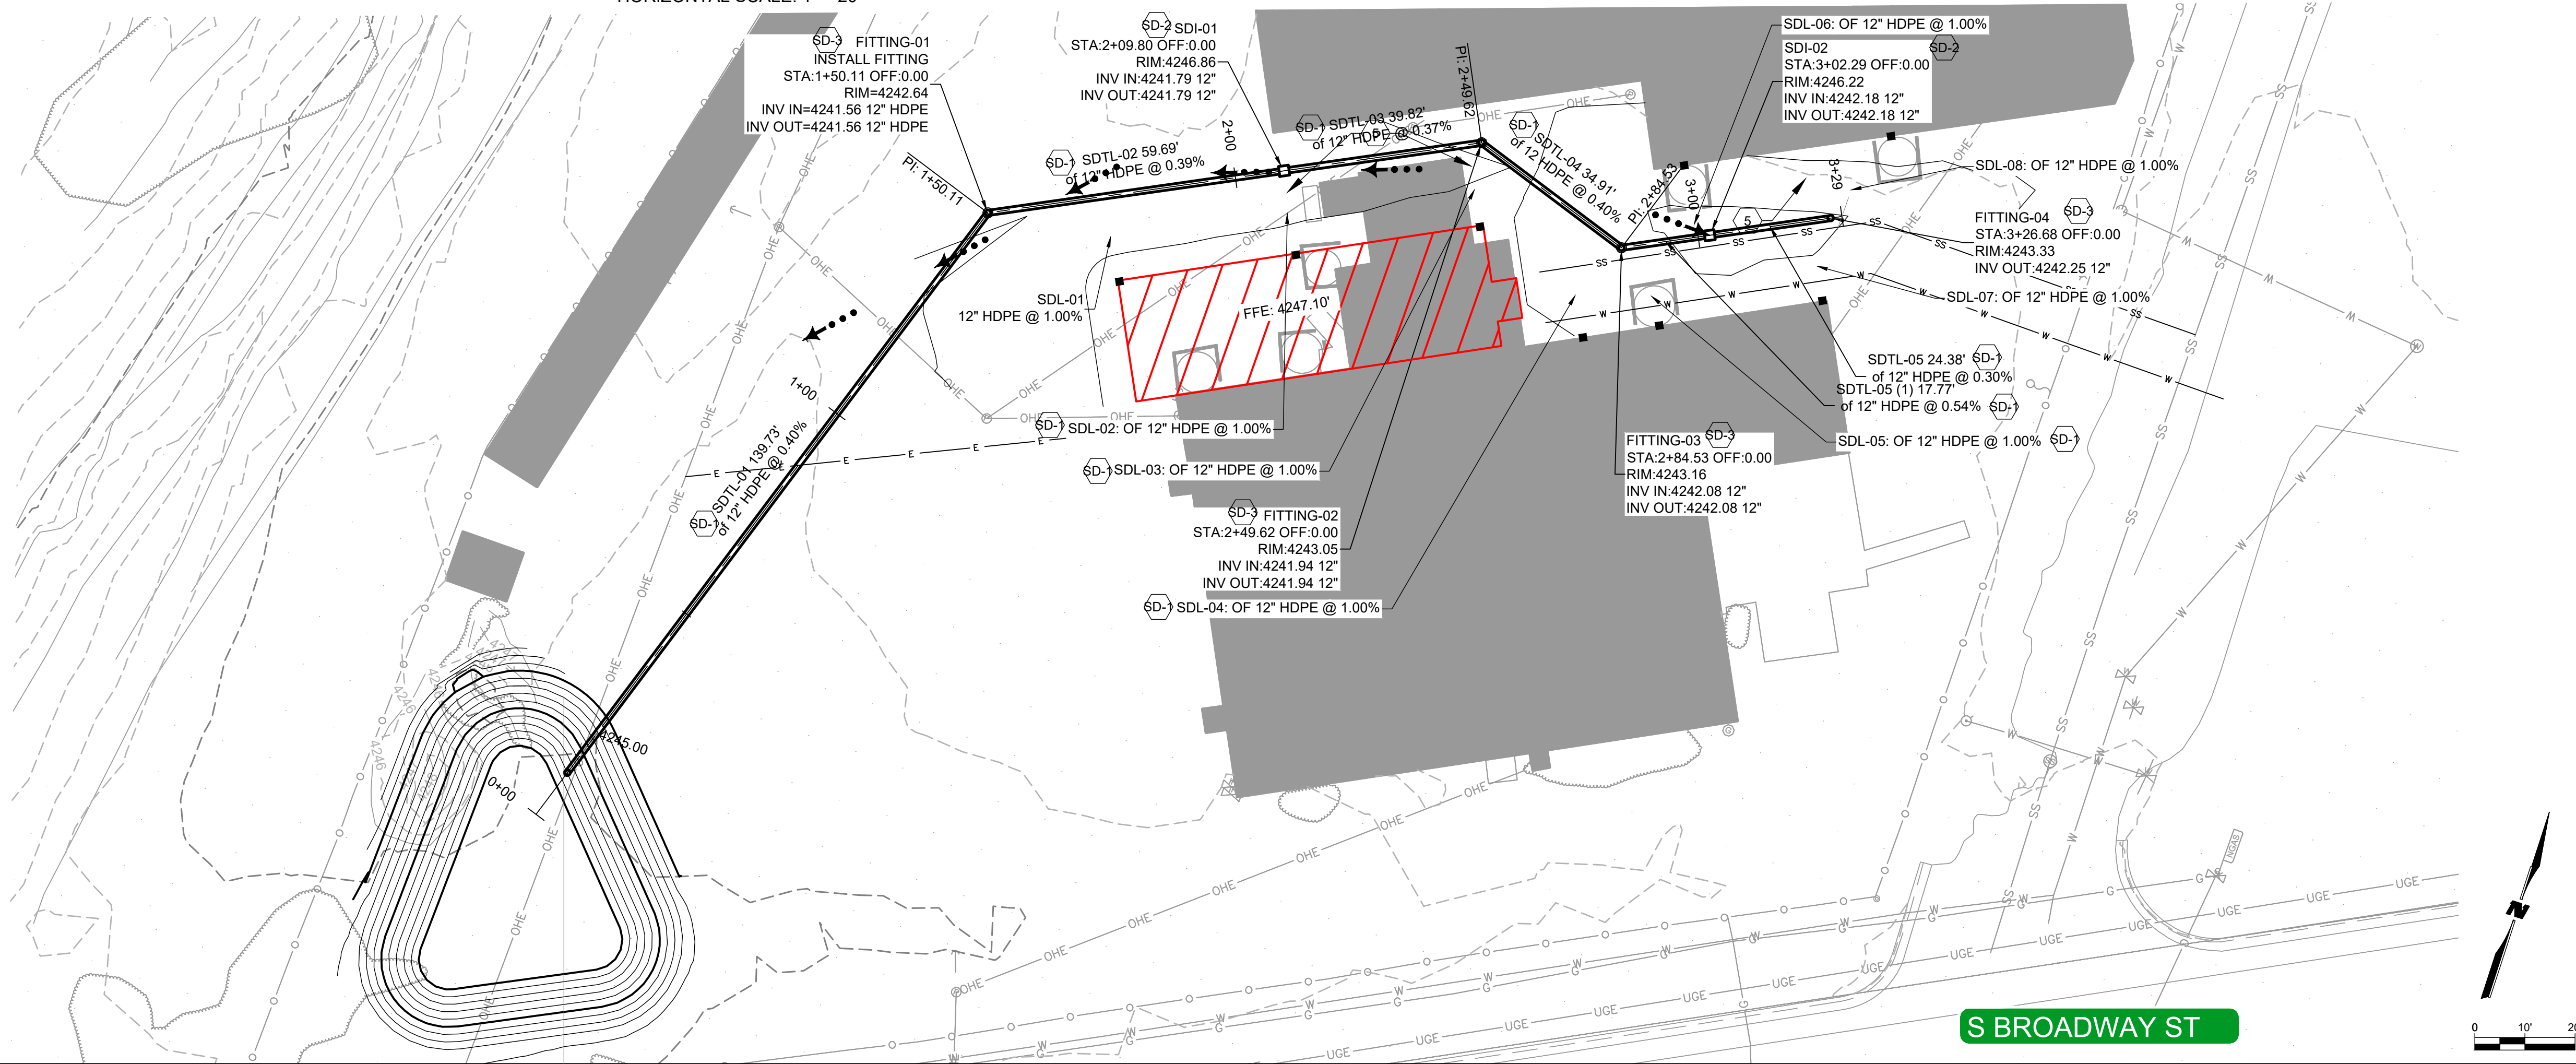 SD-3 FITTING-01
INSTALL FITTING
STA:1+50.11 OFF:0.00
RIM=4242.64
INV IN=4241.56 12" HDPE
INV OUT=4241.56 12" HDPE
SD-2 SDI-01
STA:2+09.80 OFF:0.00
RIM:4246.86
INV IN:4241.79 12"
INV OUT:4241.79 12"
SDL-06: OF 12" HDPE @ 1.00%
SDI-02 SD-2
STA:3+02.29 OFF:0.00
RIM:4246.22
INV IN:4242.18 12"
INV OUT:4242.18 12"
PI: 2+49.62
SD-1 SDTL-03 39.82'
of 12" HDPE @ 0.37%
5
SD-1 SDTL-04 34.91'
of 12 HDPE @ 0.40%
2+00
SD-1 SDTL-02 59.69'
of 12" HDPE @ 0.39%
PI: 1+50.11
PI: 2+84.53
3+00
3+29
5
SDL-08: OF 12" HDPE @ 1.00%
FITTING-04 SD-3
STA:3+26.68 OFF:0.00
RIM:4243.33
INV OUT:4242.25 12"
SDL-07: OF 12" HDPE @ 1.00%
SDL-01
12" HDPE @ 1.00%
FFE: 4247.10'
SDTL-05 24.38' SD-1
of 12" HDPE @ 0.30%
SDTL-05 (1) 17.77'
of 12" HDPE @ 0.54% SD-1
1+00
SD-1 SDTL-01 139.73'
of 12" HDPE @ 0.40%
SD-1 SDL-02: OF 12" HDPE @ 1.00%
SDL-05: OF 12" HDPE @ 1.00% SD-1
SD-1 SDL-03: OF 12" HDPE @ 1.00%
FITTING-03 SD-3
STA:2+84.53 OFF:0.00
RIM:4243.16
INV IN:4242.08 12"
INV OUT:4242.08 12"
SD-3 FITTING-02
STA:2+49.62 OFF:0.00
RIM:4243.05
INV IN:4241.94 12"
INV OUT:4241.94 12"
SD-1 SDL-04: OF 12" HDPE @ 1.00%
4246
4246
4245.00
0+00
OHE
E
SS
W
O
G
UGE
NGAS
N
S BROADWAY ST
0 10'